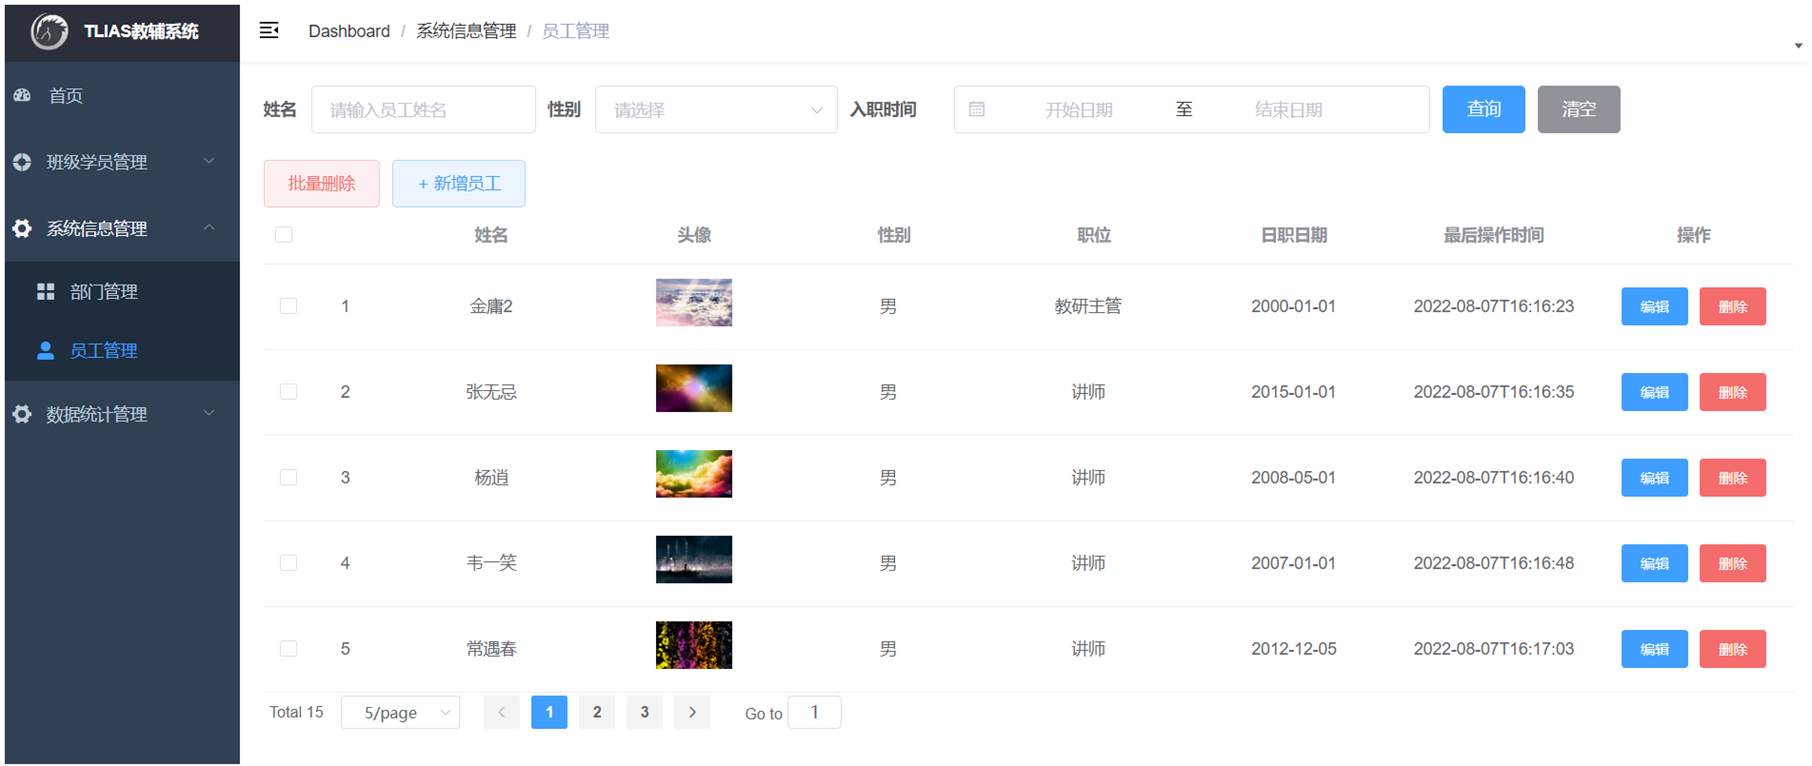 TLIAS教辅系统
Dashboard / 系统信息管理 / 员工管理
首页
班级学员管理
系统信息管理
部门管理
员工管理
数据统计管理
姓名 请输入员工姓名 性别 请选择 入职时间 开始日期 至 结束日期 查询 清空
批量删除 + 新增员工
姓名 头像 性别 职位 日职日期 最后操作时间 操作
1 金庸2 男 教研主管 2000-01-01 2022-08-07T16:16:23 编辑 删除
2 张无忌 男 讲师 2015-01-01 2022-08-07T16:16:35 编辑 删除
3 杨逍 男 讲师 2008-05-01 2022-08-07T16:16:40 编辑 删除
4 韦一笑 男 讲师 2007-01-01 2022-08-07T16:16:48 编辑 删除
5 常遇春 男 讲师 2012-12-05 2022-08-07T16:17:03 编辑 删除
Total 15 5/page 1 2 3 Go to 1